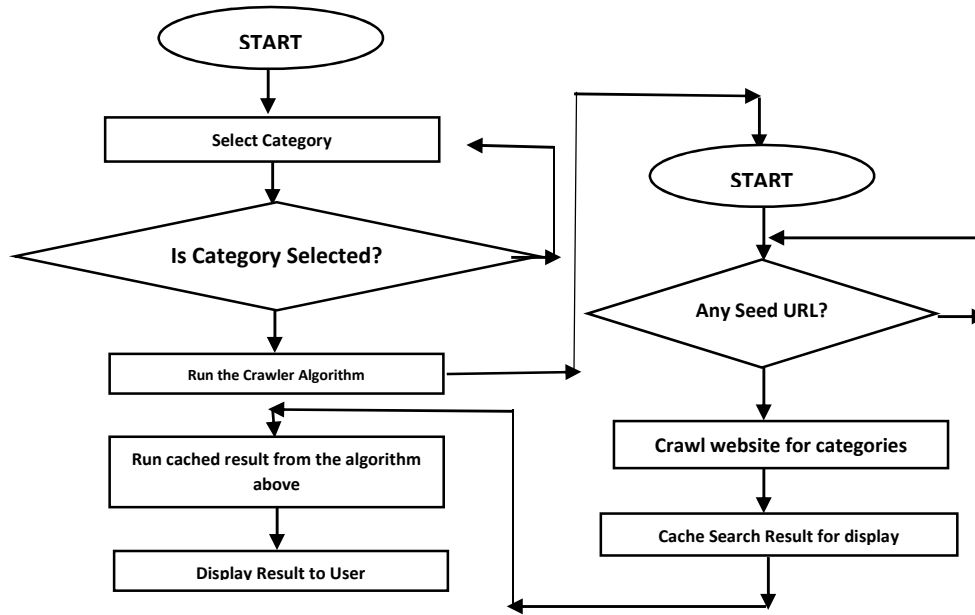 START
Select Category
Is Category Selected?
Run the Crawler Algorithm
Run cached result from the algorithm
above
Display Result to User
START
Any Seed URL?
Crawl website for categories
Cache Search Result for display